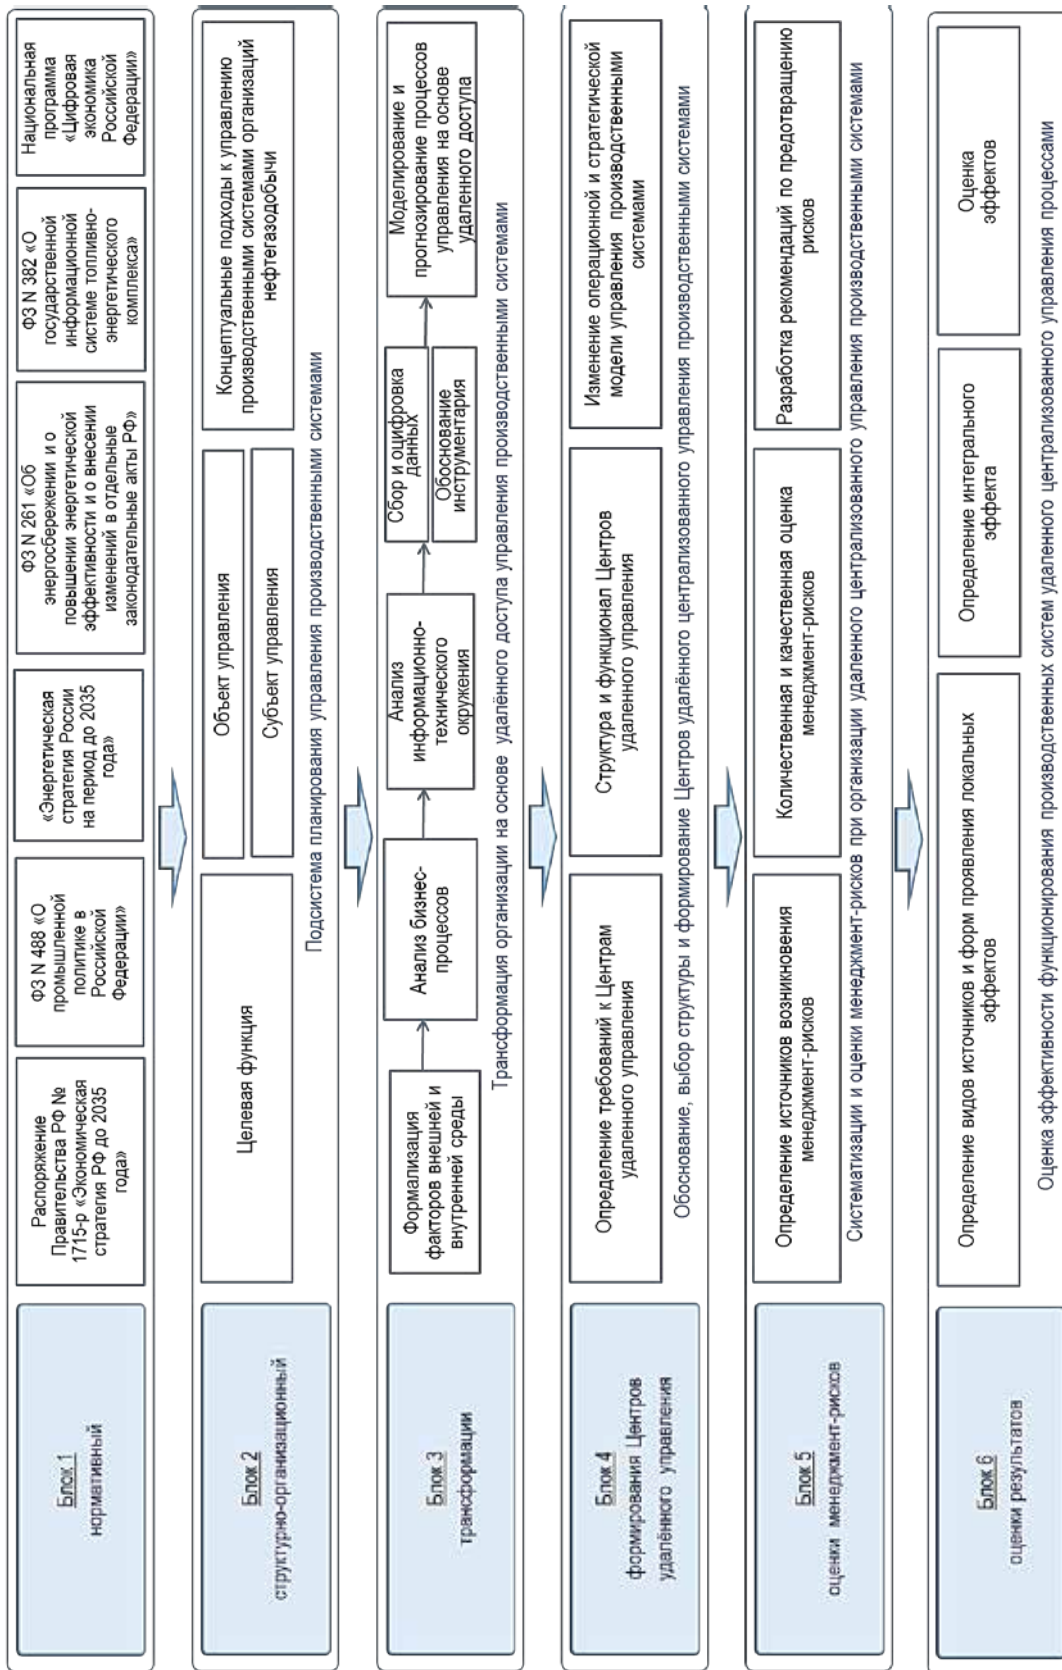 Блок 1
нормативный
Распоряжение
Правительства РФ №
1715-р «Экономическая
стратегия РФ до 2035
года»
ФЗ N 488 «О
промышленной
политике в
Российской
Федерации»
«Энергетическая
стратегия России
на период до 2035
года»
ФЗ N 261 «Об
энергосбережении и о
повышении энергетической
эффективности и о внесении
изменений в отдельные
законодательные акты РФ»
ФЗ N 382 «О
государственной
информационной
системе топливно-
энергетического
комплекса»
Национальная
программа
«Цифровая
экономика
Российской
Федерации»
Блок 2
структурно-организационный
Целевая функция
Объект управления
Субъект управления
Концептуальные подходы к управлению
производственными системами организаций
нефтегазодобычи
Подсистема планирования управления производственными системами
Блок 3
трансформации
Формализация
факторов внешней и
внутренней среды
Анализ бизнес-
процессов
Анализ
информационно-
технического
окружения
Сбор и оцифровка
данных
Обоснование
инструментария
Моделирование и
прогнозирование процессов
управления на основе
удаленного доступа
Трансформация организации на основе удалённого доступа управления производственными системами
Блок 4
формирования Центров
удалённого управления
Определение требований к Центрам
удаленного управления
Структура и функционал Центров
удаленного управления
Изменение операционной и стратегической
модели управления производственными
системами
Обоснование, выбор структуры и формирование Центров удалённого централизованного управления производственными системами
Блок 5
оценки менеджмент-рисков
Определение источников возникновения
менеджмент-рисков
Количественная и качественная оценка
менеджмент-рисков
Разработка рекомендаций по предотвращению
рисков
Систематизации и оценки менеджмент-рисков при организации удаленного централизованного управления производственными системами
Блок 6
оценки результатов
Определение видов источников и форм проявления локальных
эффектов
Определение интегрального
эффекта
Оценка
эффектов
Оценка эффективности функционирования производственных систем удаленного централизованного управления процессами